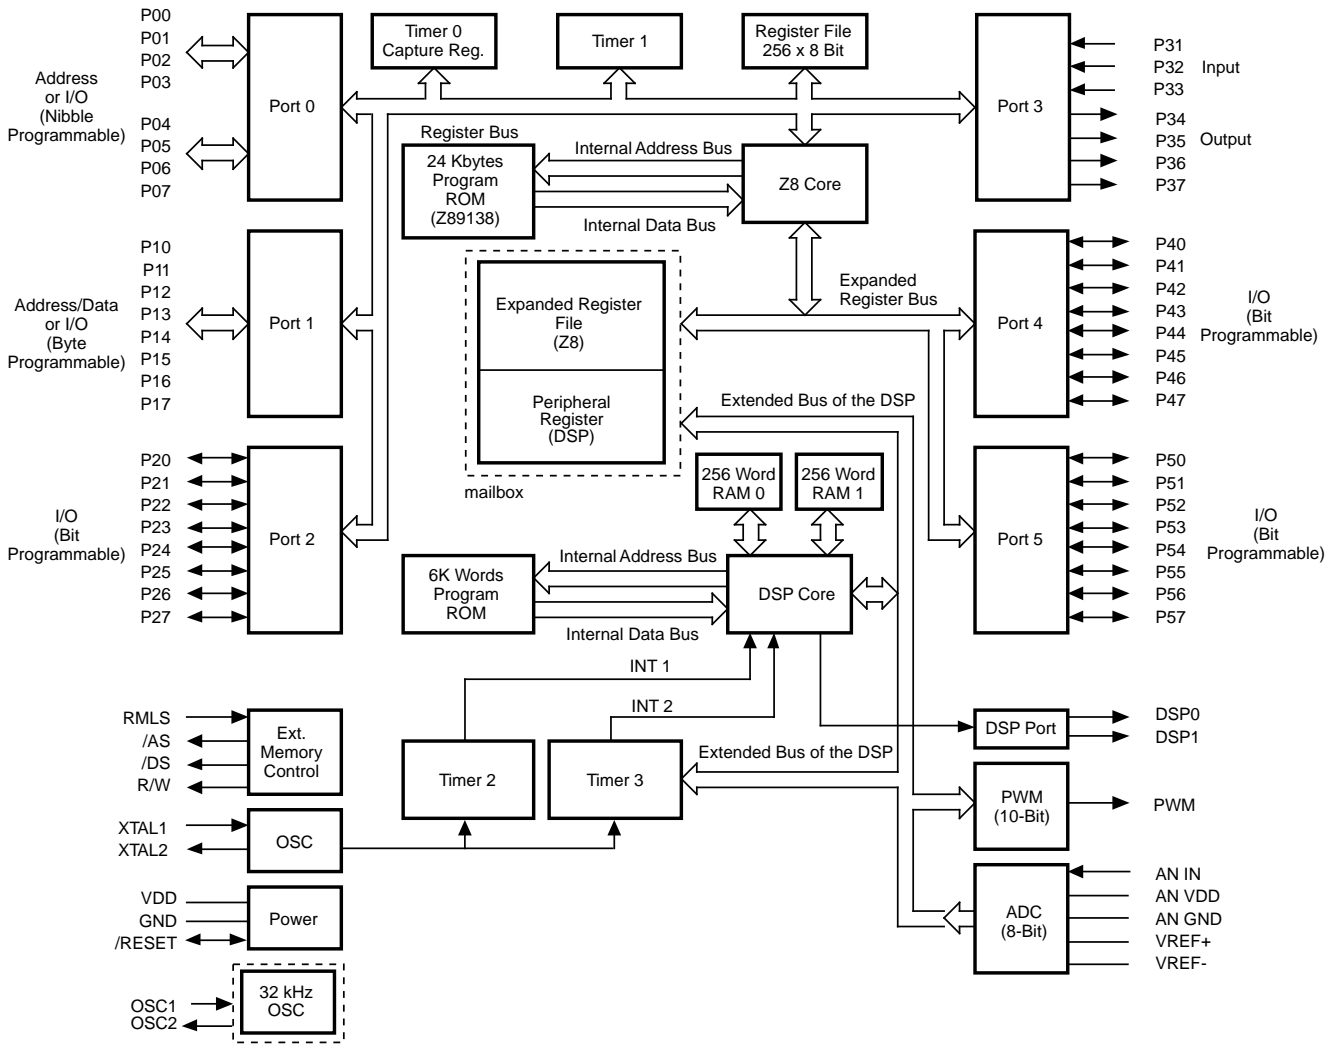 P00
P01
P02
P03
Address
or I/O
(Nibble
Programmable)
P04
P05
P06
P07
Port 0
Timer 0
Capture Reg.
Timer 1
Register File
256 x 8 Bit
Port 3
P31
P32
P33
Input
P34
P35
P36
P37
Output
Register Bus
24 Kbytes
Program
ROM
(Z89138)
Internal Address Bus
Internal Data Bus
Z8 Core
P10
P11
P12
P13
P14
P15
P16
P17
Address/Data
or I/O
(Byte
Programmable)
Port 1
Expanded Register
File
(Z8)
Peripheral
Register
(DSP)
mailbox
Expanded
Register Bus
Port 4
P40
P41
P42
P43
P44
P45
P46
P47
I/O
(Bit
Programmable)
Extended Bus of the DSP
P20
P21
P22
P23
P24
P25
P26
P27
I/O
(Bit
Programmable)
Port 2
256 Word
RAM 0
256 Word
RAM 1
6K Words
Program
ROM
Internal Address Bus
Internal Data Bus
DSP Core
Port 5
P50
P51
P52
P53
P54
P55
P56
P57
I/O
(Bit
Programmable)
INT 1
INT 2
RMLS
/AS
/DS
R/W
Ext.
Memory
Control
Timer 2
Timer 3
Extended Bus of the DSP
DSP Port
DSP0
DSP1
PWM
(10-Bit)
PWM
XTAL1
XTAL2
OSC
VDD
GND
/RESET
Power
ADC
(8-Bit)
AN IN
AN VDD
AN GND
VREF+
VREF-
OSC1
OSC2
32 kHz
OSC